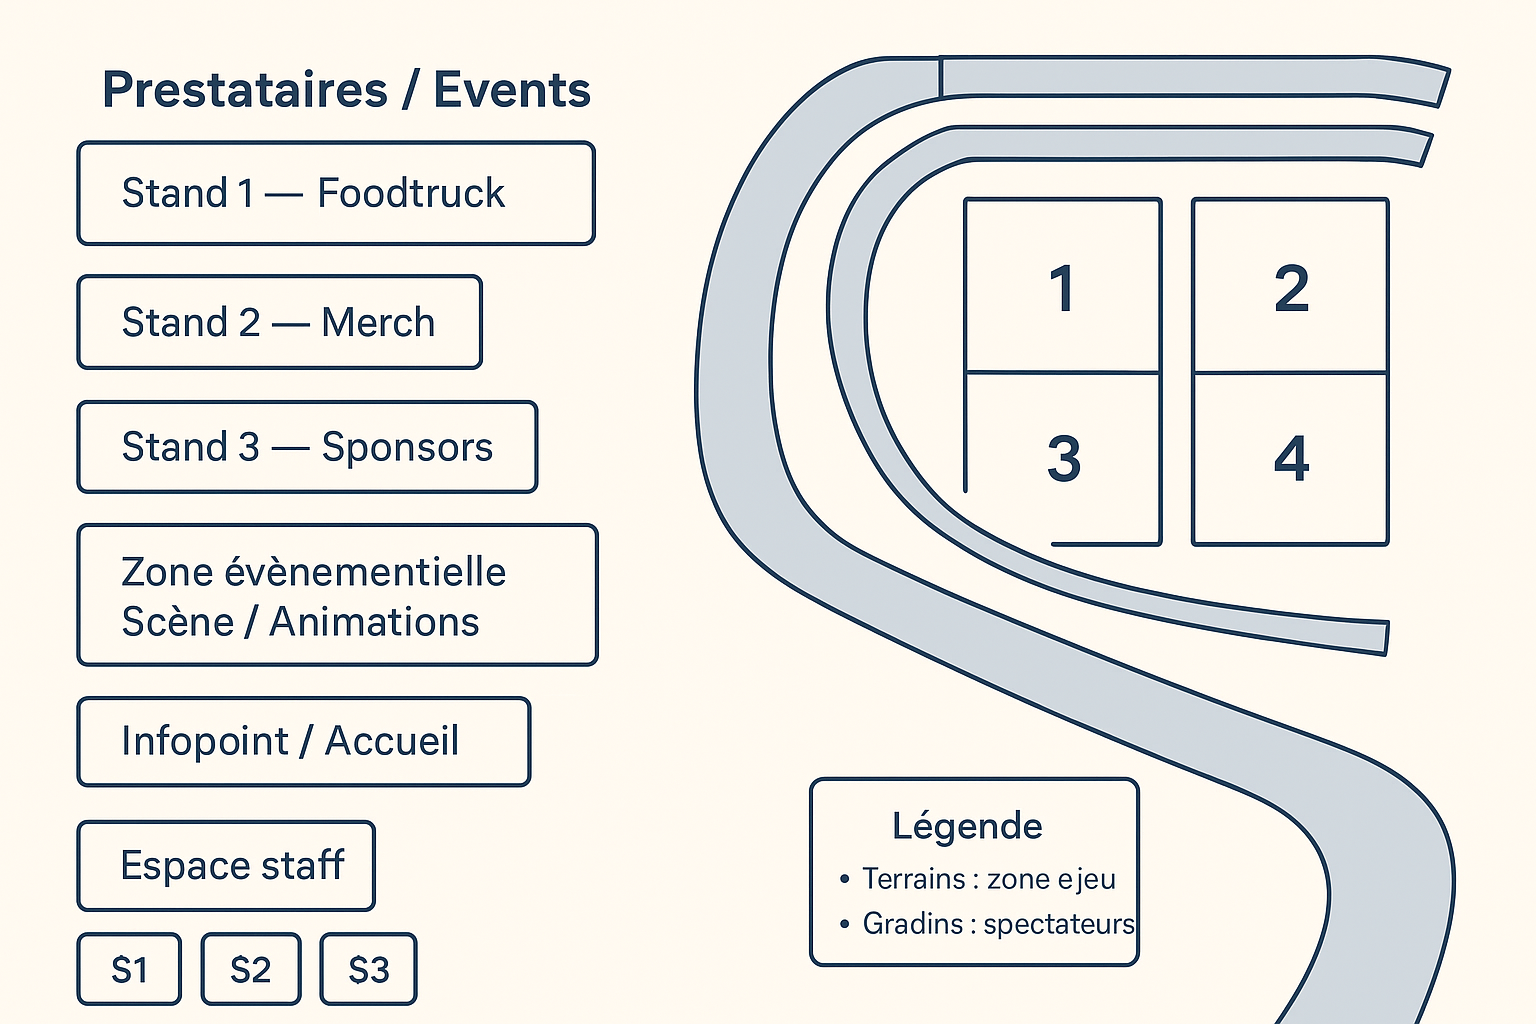 Prestataires / Events
Stand 1 — Foodtruck
Stand 2 — Merch
Stand 3 — Sponsors
Zone évènementielle
Scène / Animations
Infopoint / Accueil
Espace staff
S1 S2 S3
1 2
3 4
Légende
• Terrains : zone e jeu
• Gradins : spectateurs